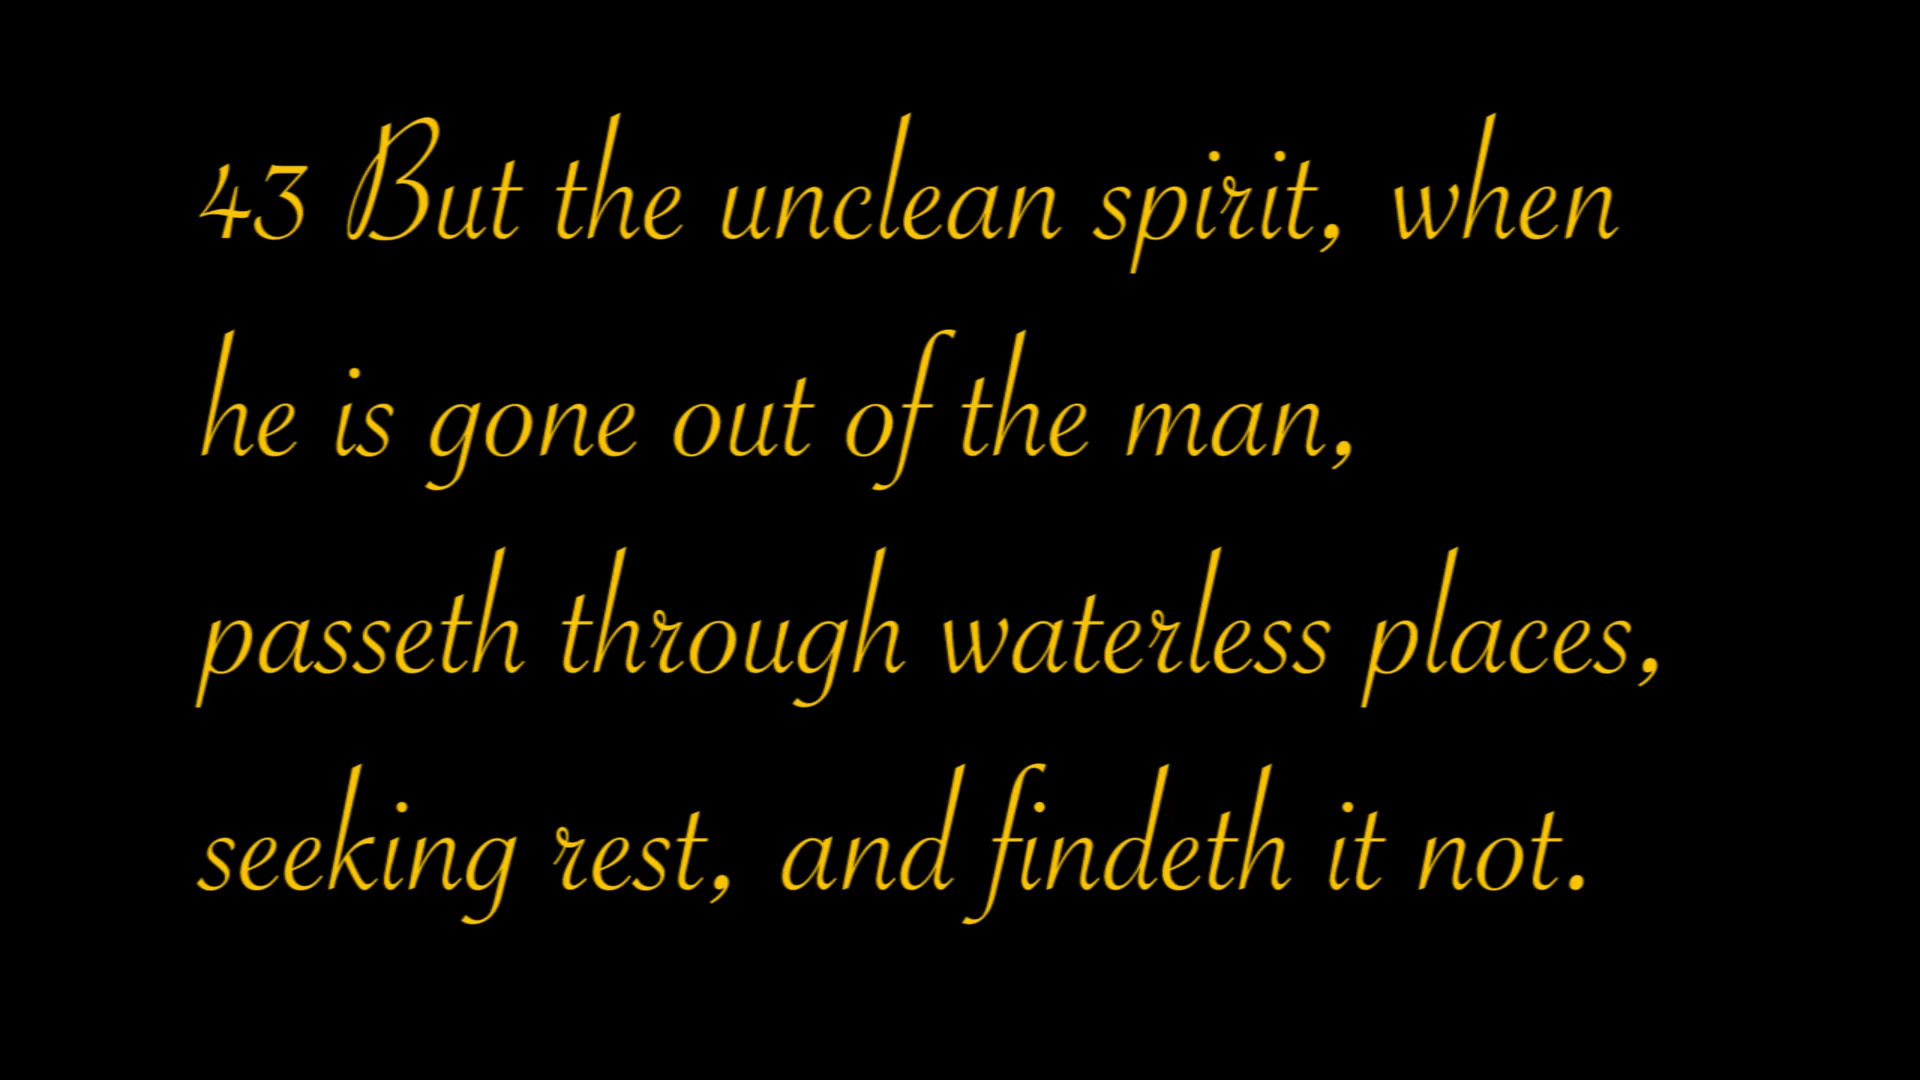 43 But the unclean spirit, when
he is gone out of the man,
passeth through waterless places,
seeking rest, and findeth it not.